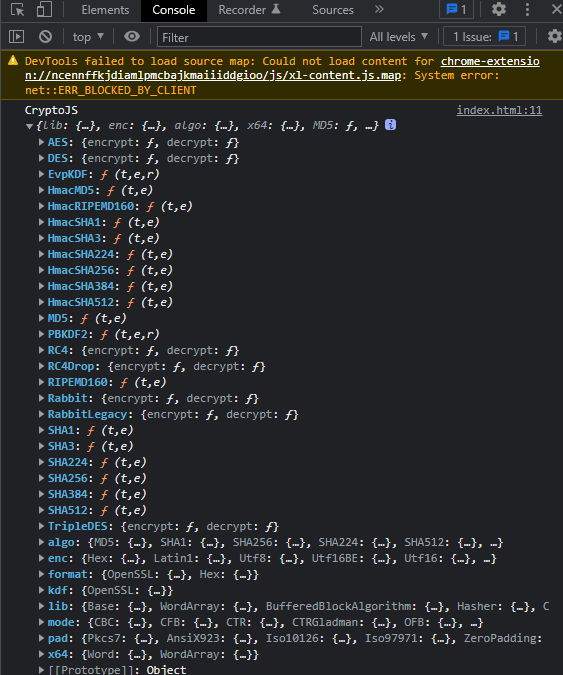 Elements Console Recorder Sources » 1
top ▼ Filter All levels ▼ 1 Issue: 1
DevTools failed to load source map: Could not load content for chrome-extensio
n://ncennffkjdiamlpmcbajkmaiiiddgioo/js/xl-content.js.map: System error:
net::ERR_BLOCKED_BY_CLIENT
CryptoJS index.html:11
▼{lib: {…}, enc: {…}, algo: {…}, x64: {…}, MD5: ƒ, …} i
▶AES: {encrypt: ƒ, decrypt: ƒ}
▶DES: {encrypt: ƒ, decrypt: ƒ}
▶EvpKDF: ƒ (t,e,r)
▶HmacMD5: ƒ (t,e)
▶HmacRIPEMD160: ƒ (t,e)
▶HmacSHA1: ƒ (t,e)
▶HmacSHA3: ƒ (t,e)
▶HmacSHA224: ƒ (t,e)
▶HmacSHA256: ƒ (t,e)
▶HmacSHA384: ƒ (t,e)
▶HmacSHA512: ƒ (t,e)
▶MD5: ƒ (t,e)
▶PBKDF2: ƒ (t,e,r)
▶RC4: {encrypt: ƒ, decrypt: ƒ}
▶RC4Drop: {encrypt: ƒ, decrypt: ƒ}
▶RIPEMD160: ƒ (t,e)
▶Rabbit: {encrypt: ƒ, decrypt: ƒ}
▶RabbitLegacy: {encrypt: ƒ, decrypt: ƒ}
▶SHA1: ƒ (t,e)
▶SHA3: ƒ (t,e)
▶SHA224: ƒ (t,e)
▶SHA256: ƒ (t,e)
▶SHA384: ƒ (t,e)
▶SHA512: ƒ (t,e)
▶TripleDES: {encrypt: ƒ, decrypt: ƒ}
▶algo: {MD5: {…}, SHA1: {…}, SHA256: {…}, SHA224: {…}, SHA512: {…}, …}
▶enc: {Hex: {…}, Latin1: {…}, Utf8: {…}, Utf16BE: {…}, Utf16: {…}, …}
▶format: {OpenSSL: {…}, Hex: {…}}
▶kdf: {OpenSSL: {…}}
▶lib: {Base: {…}, WordArray: {…}, BufferedBlockAlgorithm: {…}, Hasher: {…}, C
▶mode: {CBC: {…}, CFB: {…}, CTR: {…}, CTRGladman: {…}, OFB: {…}, …}
▶pad: {Pkcs7: {…}, AnsiX923: {…}, Iso10126: {…}, Iso97971: {…}, ZeroPadding:
▶x64: {Word: {…}, WordArray: {…}}
▶[[Prototype]]: Object